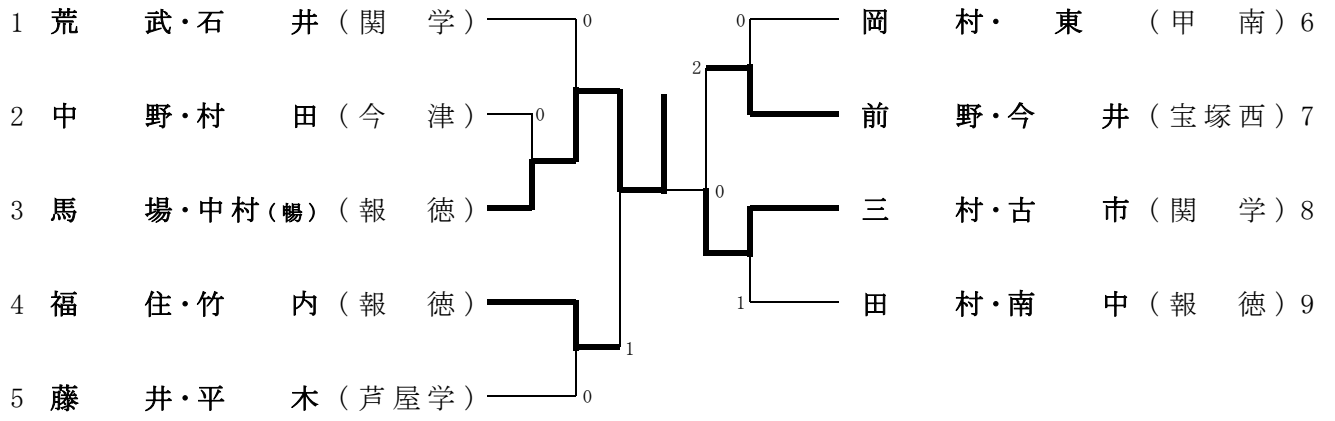 1 荒 武・石 井 (関 学) 0
2 中 野・村 田 (今 津) 0
3 馬 場・中村(暢) (報 徳)
4 福 住・竹 内 (報 徳) 1
5 藤 井・平 木 (芦屋学) 0
0 岡 村・ 東 (甲 南) 6
2
前 野・今 井 (宝塚西) 7
0 三 村・古 市 (関 学) 8
1 田 村・南 中 (報 徳) 9